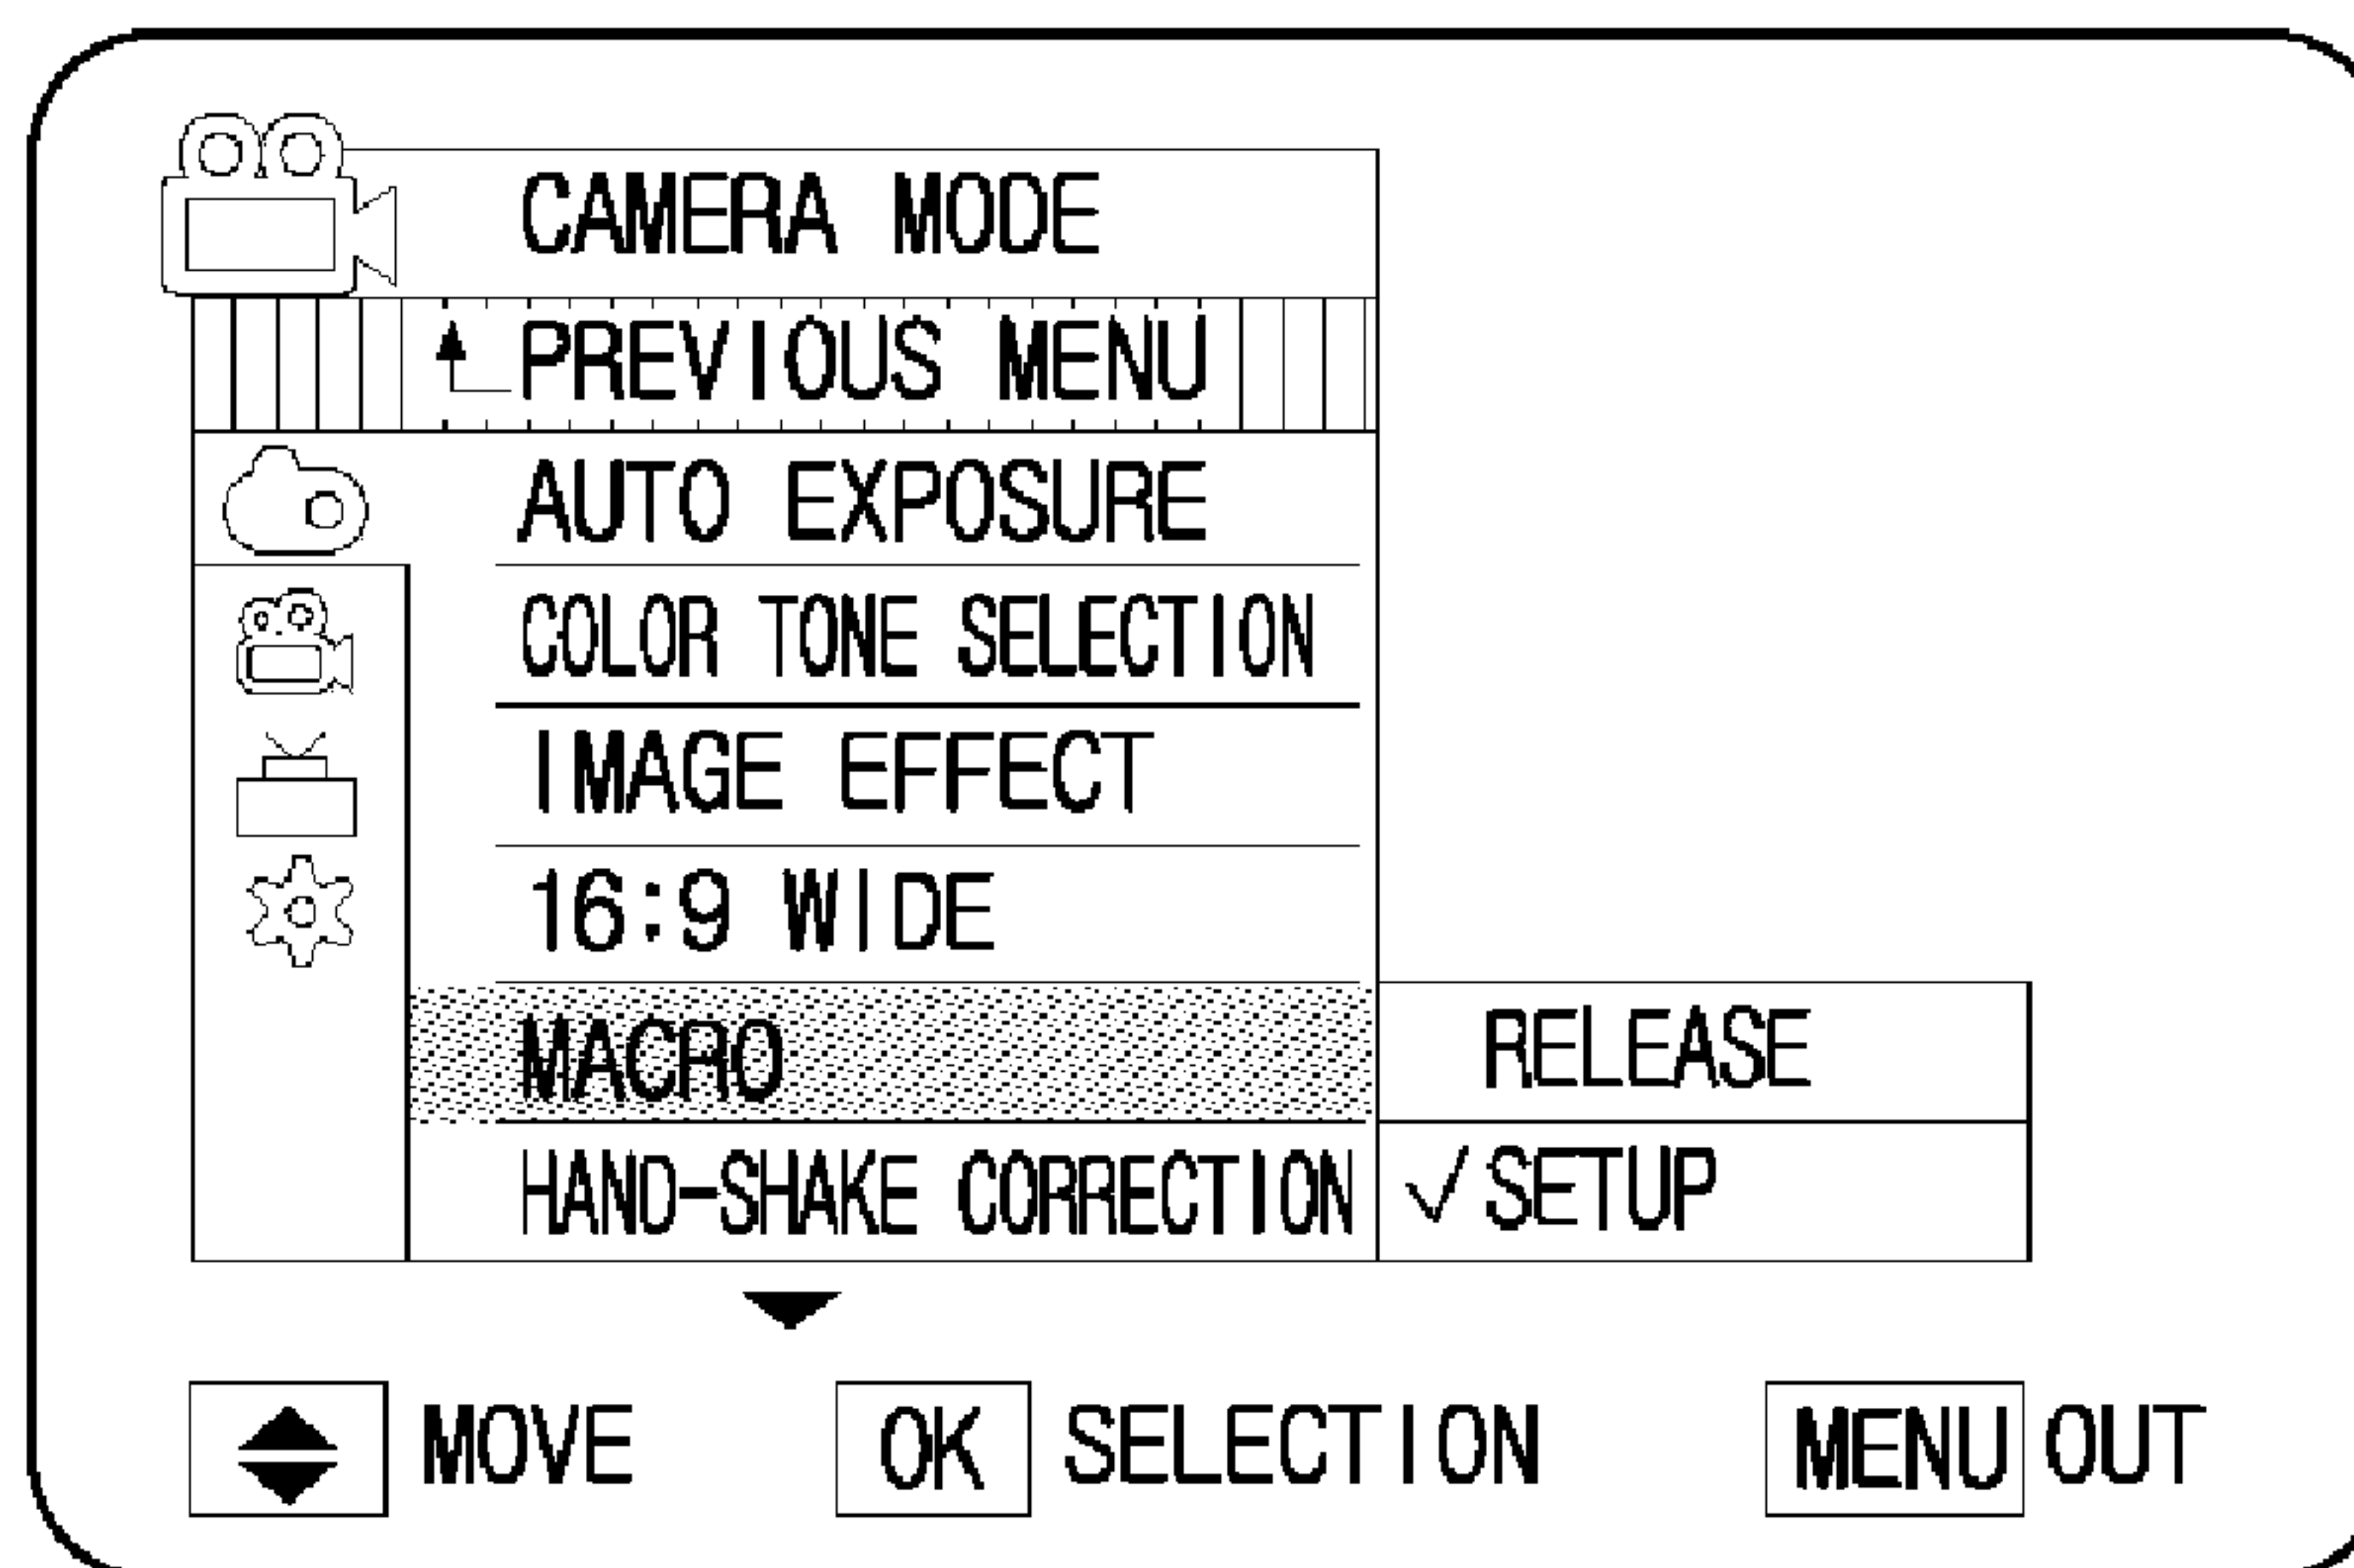 CAMERA MODE
PREVIOUS MENU
AUTO EXPOSURE
COLOR TONE SELECTION
IMAGE EFFECT
16:9 WIDE
MACRO
RELEASE
HAND-SHAKE CORRECTION
✓SETUP
MOVE
OK SELECTION
MENU OUT